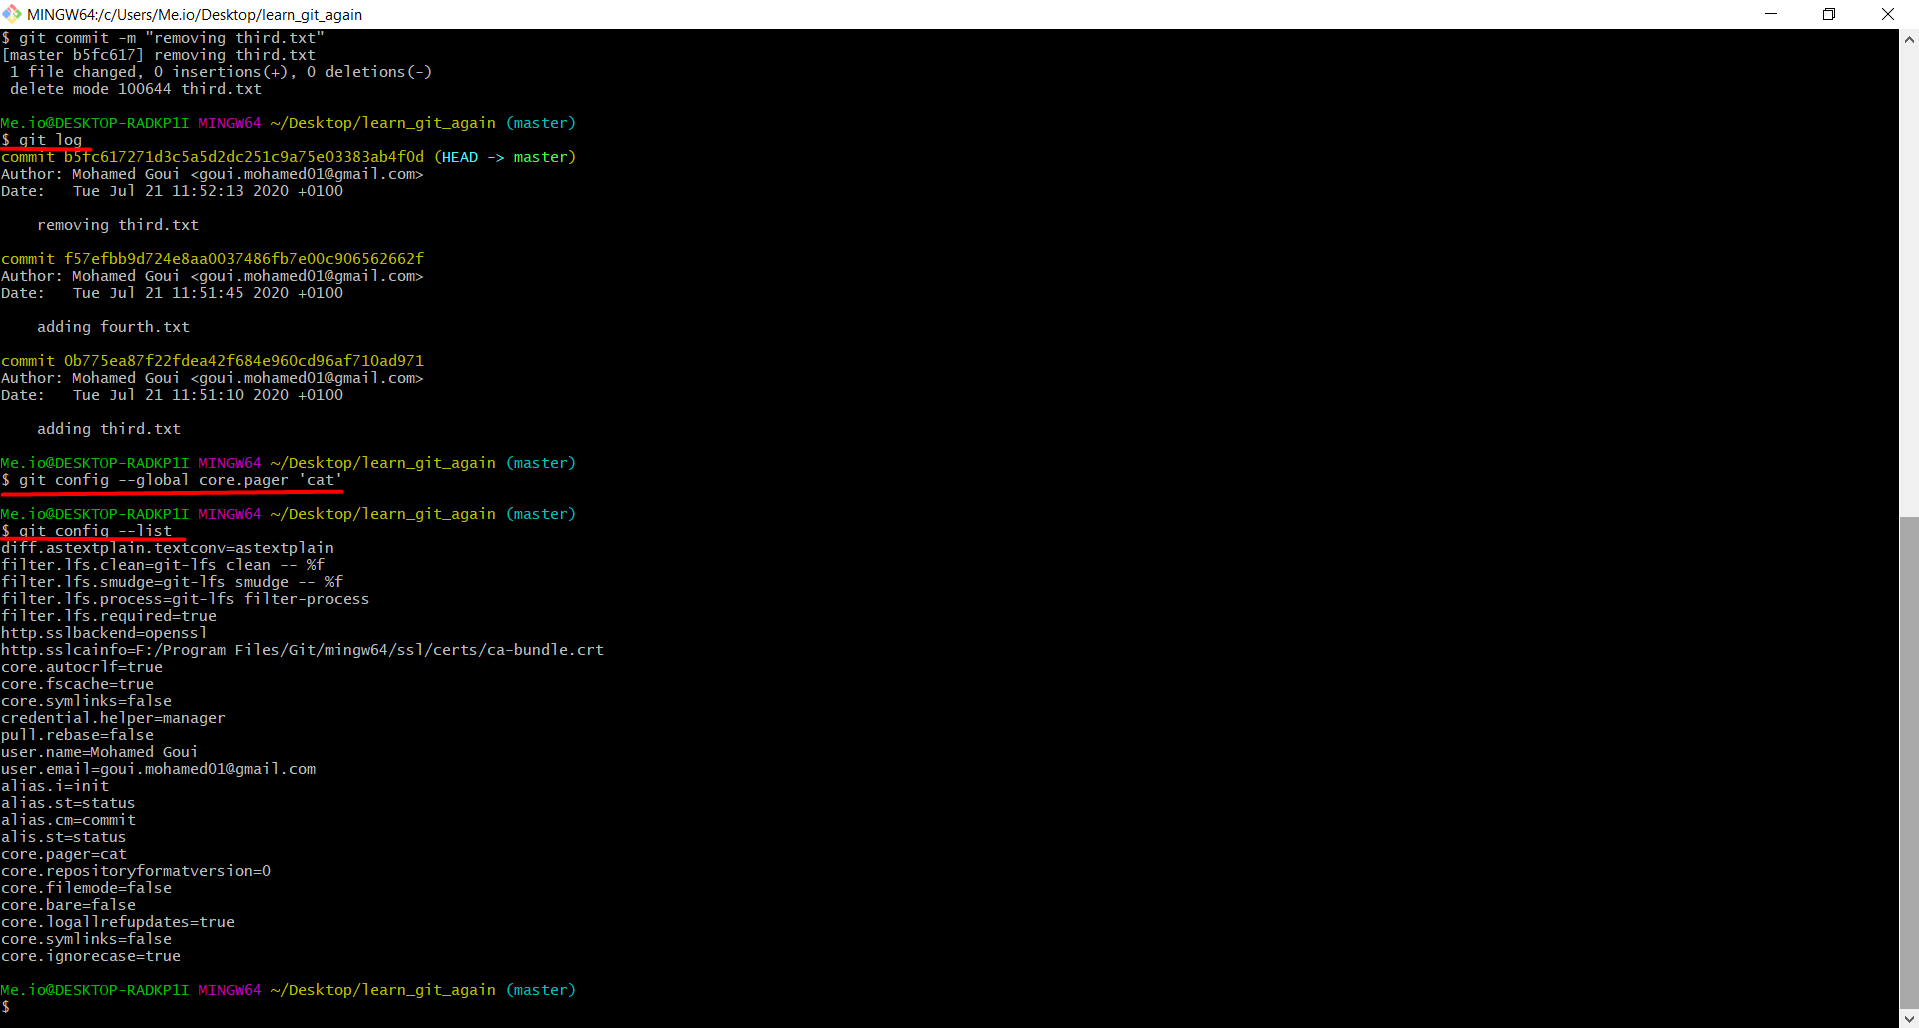 MINGW64:/c/Users/Me.io/Desktop/learn_git_again
$ git commit -m "removing third.txt"
[master b5fc617] removing third.txt
 1 file changed, 0 insertions(+), 0 deletions(-)
 delete mode 100644 third.txt

Me.io@DESKTOP-RADKP1I MINGW64 ~/Desktop/learn_git_again (master)
$ git log
commit b5fc617271d3c5a5d2dc251c9a75e03383ab4f0d (HEAD -> master)
Author: Mohamed Goui <goui.mohamed01@gmail.com>
Date:   Tue Jul 21 11:52:13 2020 +0100

    removing third.txt

commit f57efbb9d724e8aa0037486fb7e00c906562662f
Author: Mohamed Goui <goui.mohamed01@gmail.com>
Date:   Tue Jul 21 11:51:45 2020 +0100

    adding fourth.txt

commit 0b775ea87f22fdea42f684e960cd96af710ad971
Author: Mohamed Goui <goui.mohamed01@gmail.com>
Date:   Tue Jul 21 11:51:10 2020 +0100

    adding third.txt

Me.io@DESKTOP-RADKP1I MINGW64 ~/Desktop/learn_git_again (master)
$ git config --global core.pager 'cat'

Me.io@DESKTOP-RADKP1I MINGW64 ~/Desktop/learn_git_again (master)
$ git config --list
diff.astextplain.textconv=astextplain
filter.lfs.clean=git-lfs clean -- %f
filter.lfs.smudge=git-lfs smudge -- %f
filter.lfs.process=git-lfs filter-process
filter.lfs.required=true
http.sslbackend=openssl
http.sslcainfo=F:/Program Files/Git/mingw64/ssl/certs/ca-bundle.crt
core.autocrlf=true
core.fscache=true
core.symlinks=false
credential.helper=manager
pull.rebase=false
user.name=Mohamed Goui
user.email=goui.mohamed01@gmail.com
alias.i=init
alias.st=status
alias.cm=commit
alis.st=status
core.pager=cat
core.repositoryformatversion=0
core.filemode=false
core.bare=false
core.logallrefupdates=true
core.symlinks=false
core.ignorecase=true

Me.io@DESKTOP-RADKP1I MINGW64 ~/Desktop/learn_git_again (master)
$